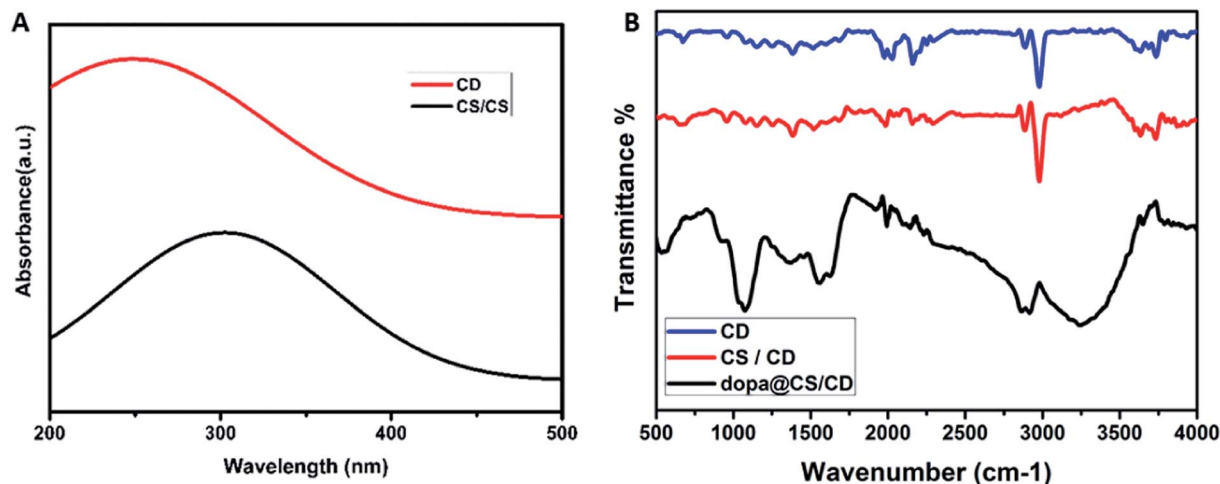 A
Absorbance(a.u.)
CD
CS/CS
200
300
400
500
Wavelength (nm)
B
Transmittance %
CD
CS / CD
dopa@CS/CD
500
1000
1500
2000
2500
3000
3500
4000
Wavenumber (cm-1)